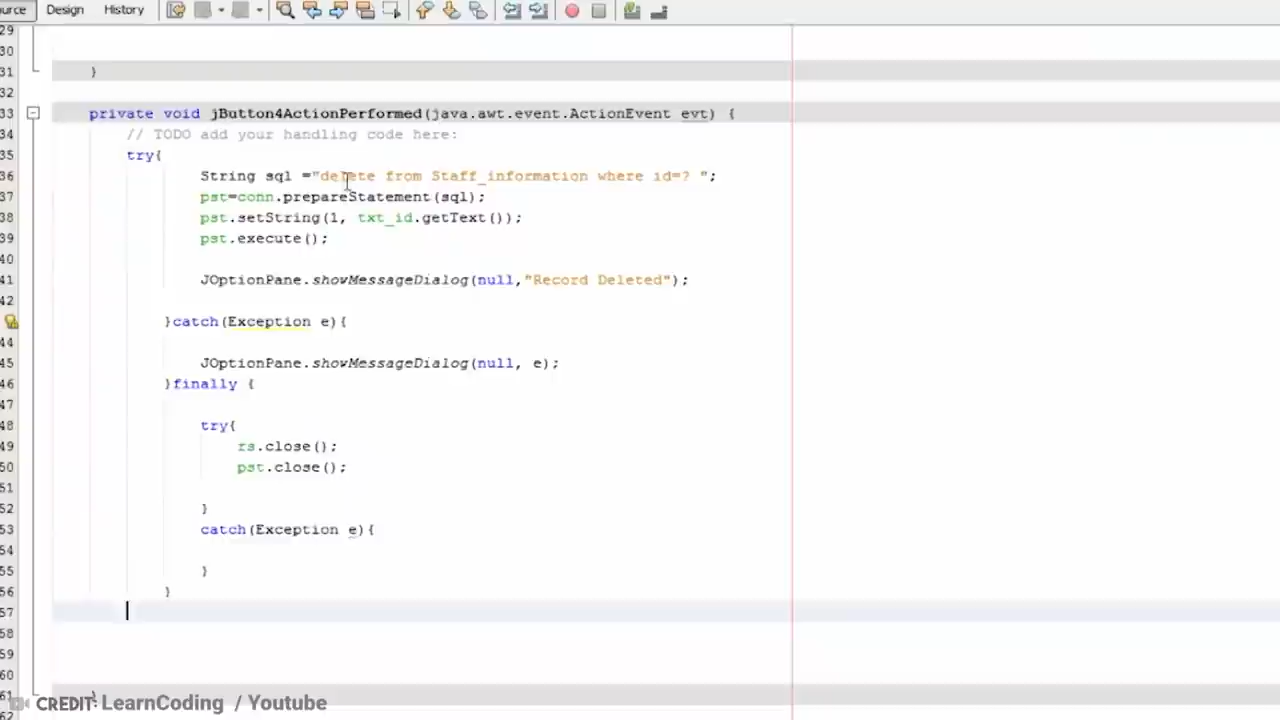 ource Design History
29
30
31 }
32
33 private void jButton4ActionPerformed(java.awt.event.ActionEvent evt) {
34 // TODO add your handling code here:
35 try{
36 String sql ="delete from Staff_information where id=? ";
37 pst=conn.prepareStatement(sql);
38 pst.setString(1, txt_id.getText());
39 pst.execute();
40
41 JOptionPane.showMessageDialog(null,"Record Deleted");
42
}catch(Exception e){
44
45 JOptionPane.showMessageDialog(null, e);
46 }finally {
47
48 try{
49 rs.close();
50 pst.close();
51
52 }
53 catch(Exception e){
54
55 }
56 }
57
58
59
60
61 }
CREDIT: LearnCoding / Youtube
62